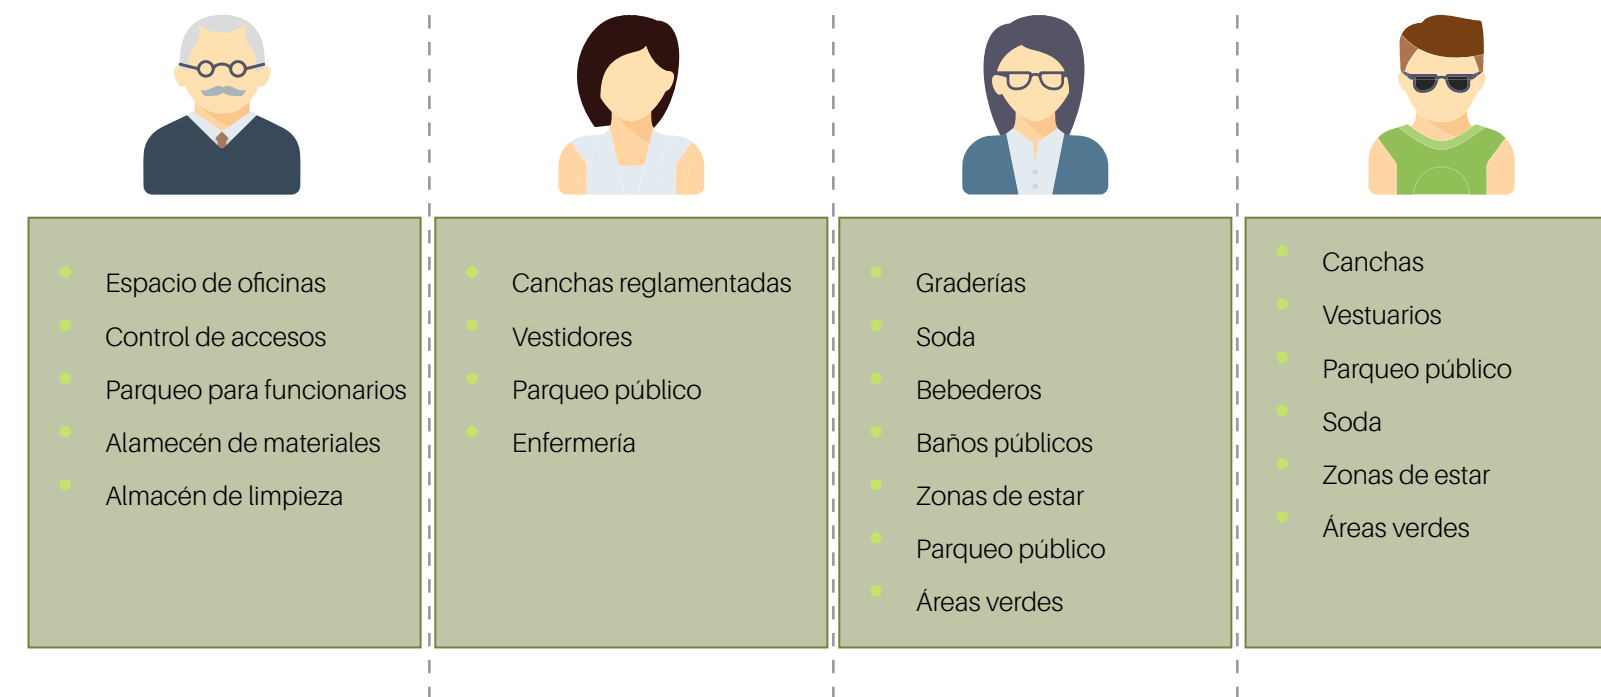 Espacio de oficinas
Control de accesos
Parqueo para funcionarios
Alamecén de materiales
Almacén de limpieza
Canchas reglamentadas
Vestidores
Parqueo público
Enfermería
Graderías
Soda
Bebederos
Baños públicos
Zonas de estar
Parqueo público
Áreas verdes
Canchas
Vestuarios
Parqueo público
Soda
Zonas de estar
Áreas verdes